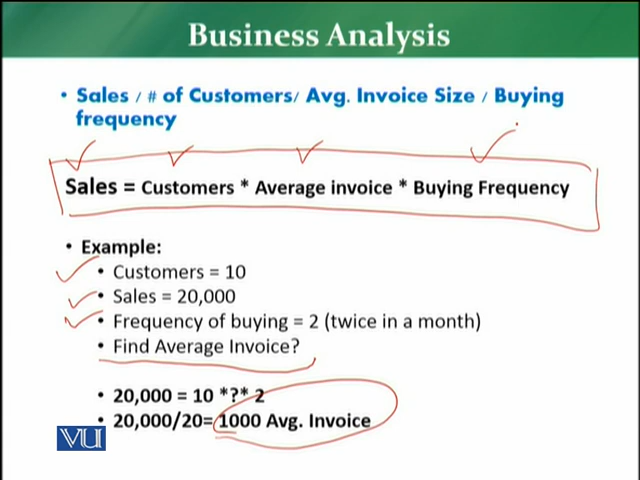 Business Analysis
• Sales / # of Customers/ Avg. Invoice Size / Buying
frequency
Sales = Customers * Average invoice * Buying Frequency
• Example:
• Customers = 10
• Sales = 20,000
• Frequency of buying = 2 (twice in a month)
• Find Average Invoice?
• 20,000 = 10 *?* 2
• 20,000/20= 1000 Avg. Invoice
VU